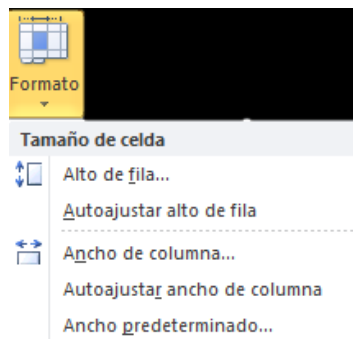 Formato
Tamaño de celda
Alto de fila...
Autoajustar alto de fila
Ancho de columna...
Autoajustar ancho de columna
Ancho predeterminado...